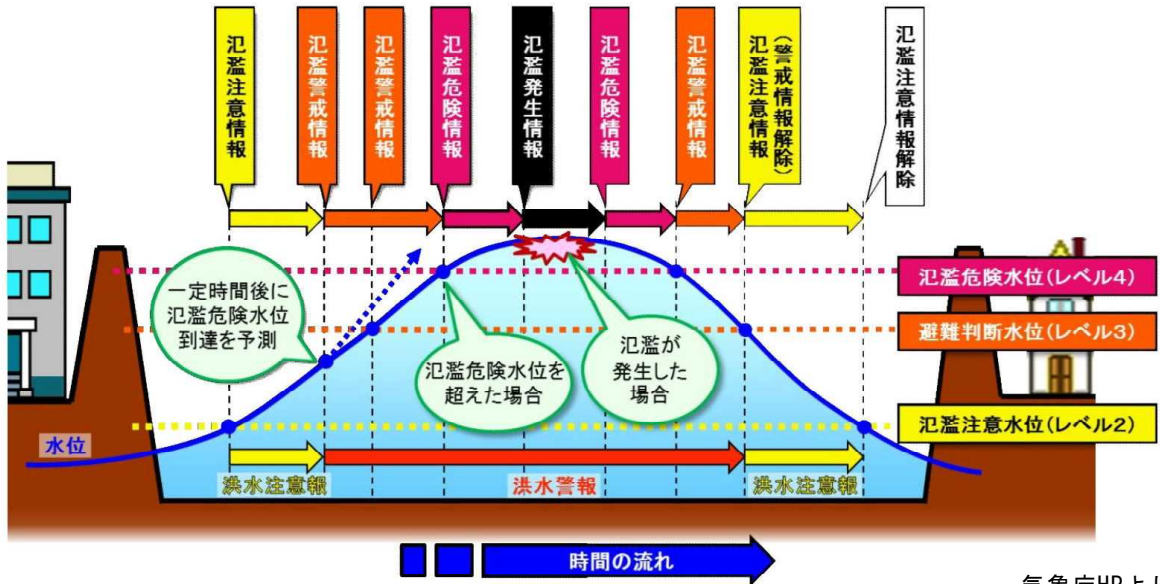 氾濫注意情報
氾濫警戒情報
氾濫警戒情報
氾濫危険情報
氾濫発生情報
氾濫危険情報
氾濫警戒情報
氾濫注意情報
(警戒情報解除)
氾濫注意情報解除
一定時間後に
氾濫危険水位
到達を予測
氾濫危険水位を
超えた場合
氾濫が
発生した
場合
氾濫危険水位(レベル4)
避難判断水位(レベル3)
氾濫注意水位(レベル2)
水位
洪水注意報
洪水警報
洪水注意報
時間の流れ
気象庁HPより